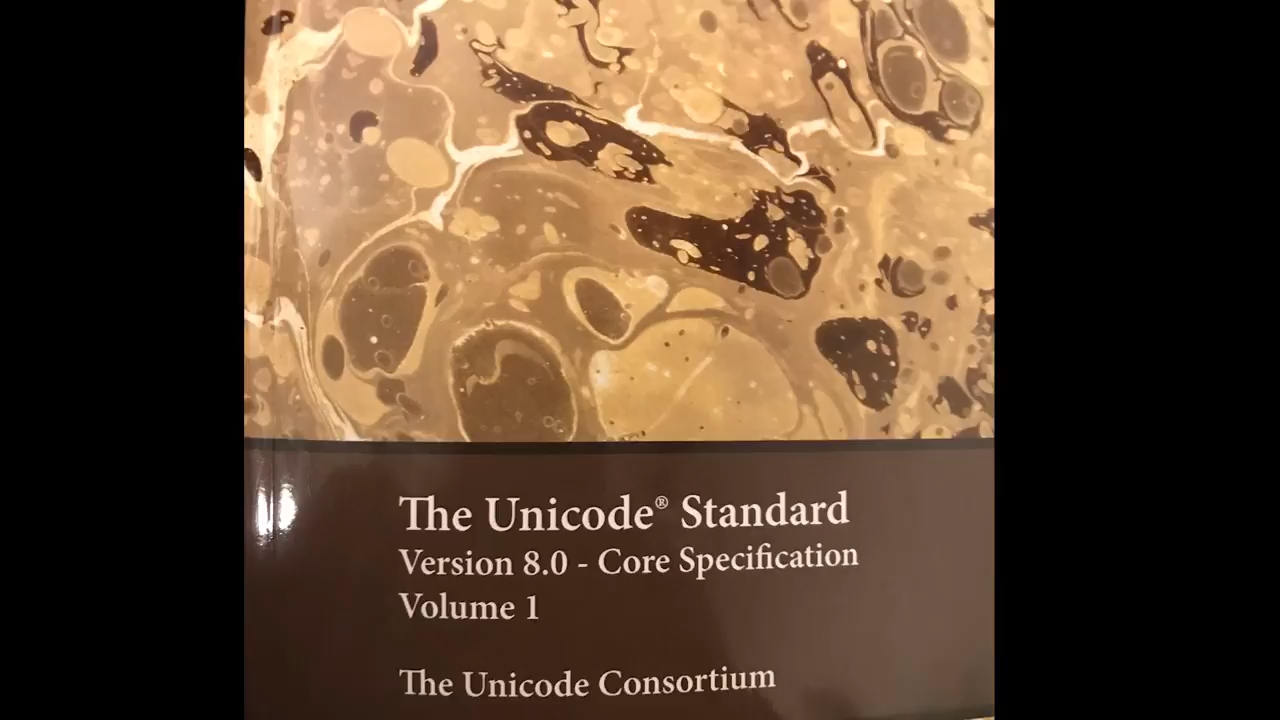 The Unicode® Standard
Version 8.0 - Core Specification
Volume 1
The Unicode Consortium